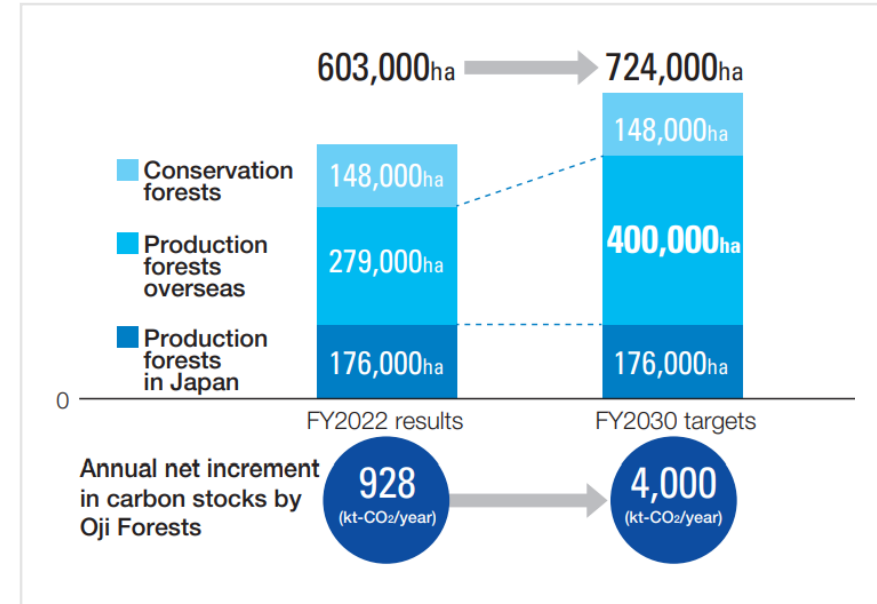 603,000ha
724,000ha
Conservation
forests
Production
forests
overseas
Production
forests
in Japan
148,000ha
279,000ha
176,000ha
148,000ha
400,000ha
176,000ha
0
FY2022 results
FY2030 targets
Annual net increment
in carbon stocks by
Oji Forests
928
(kt-CO₂/year)
4,000
(kt-CO₂/year)